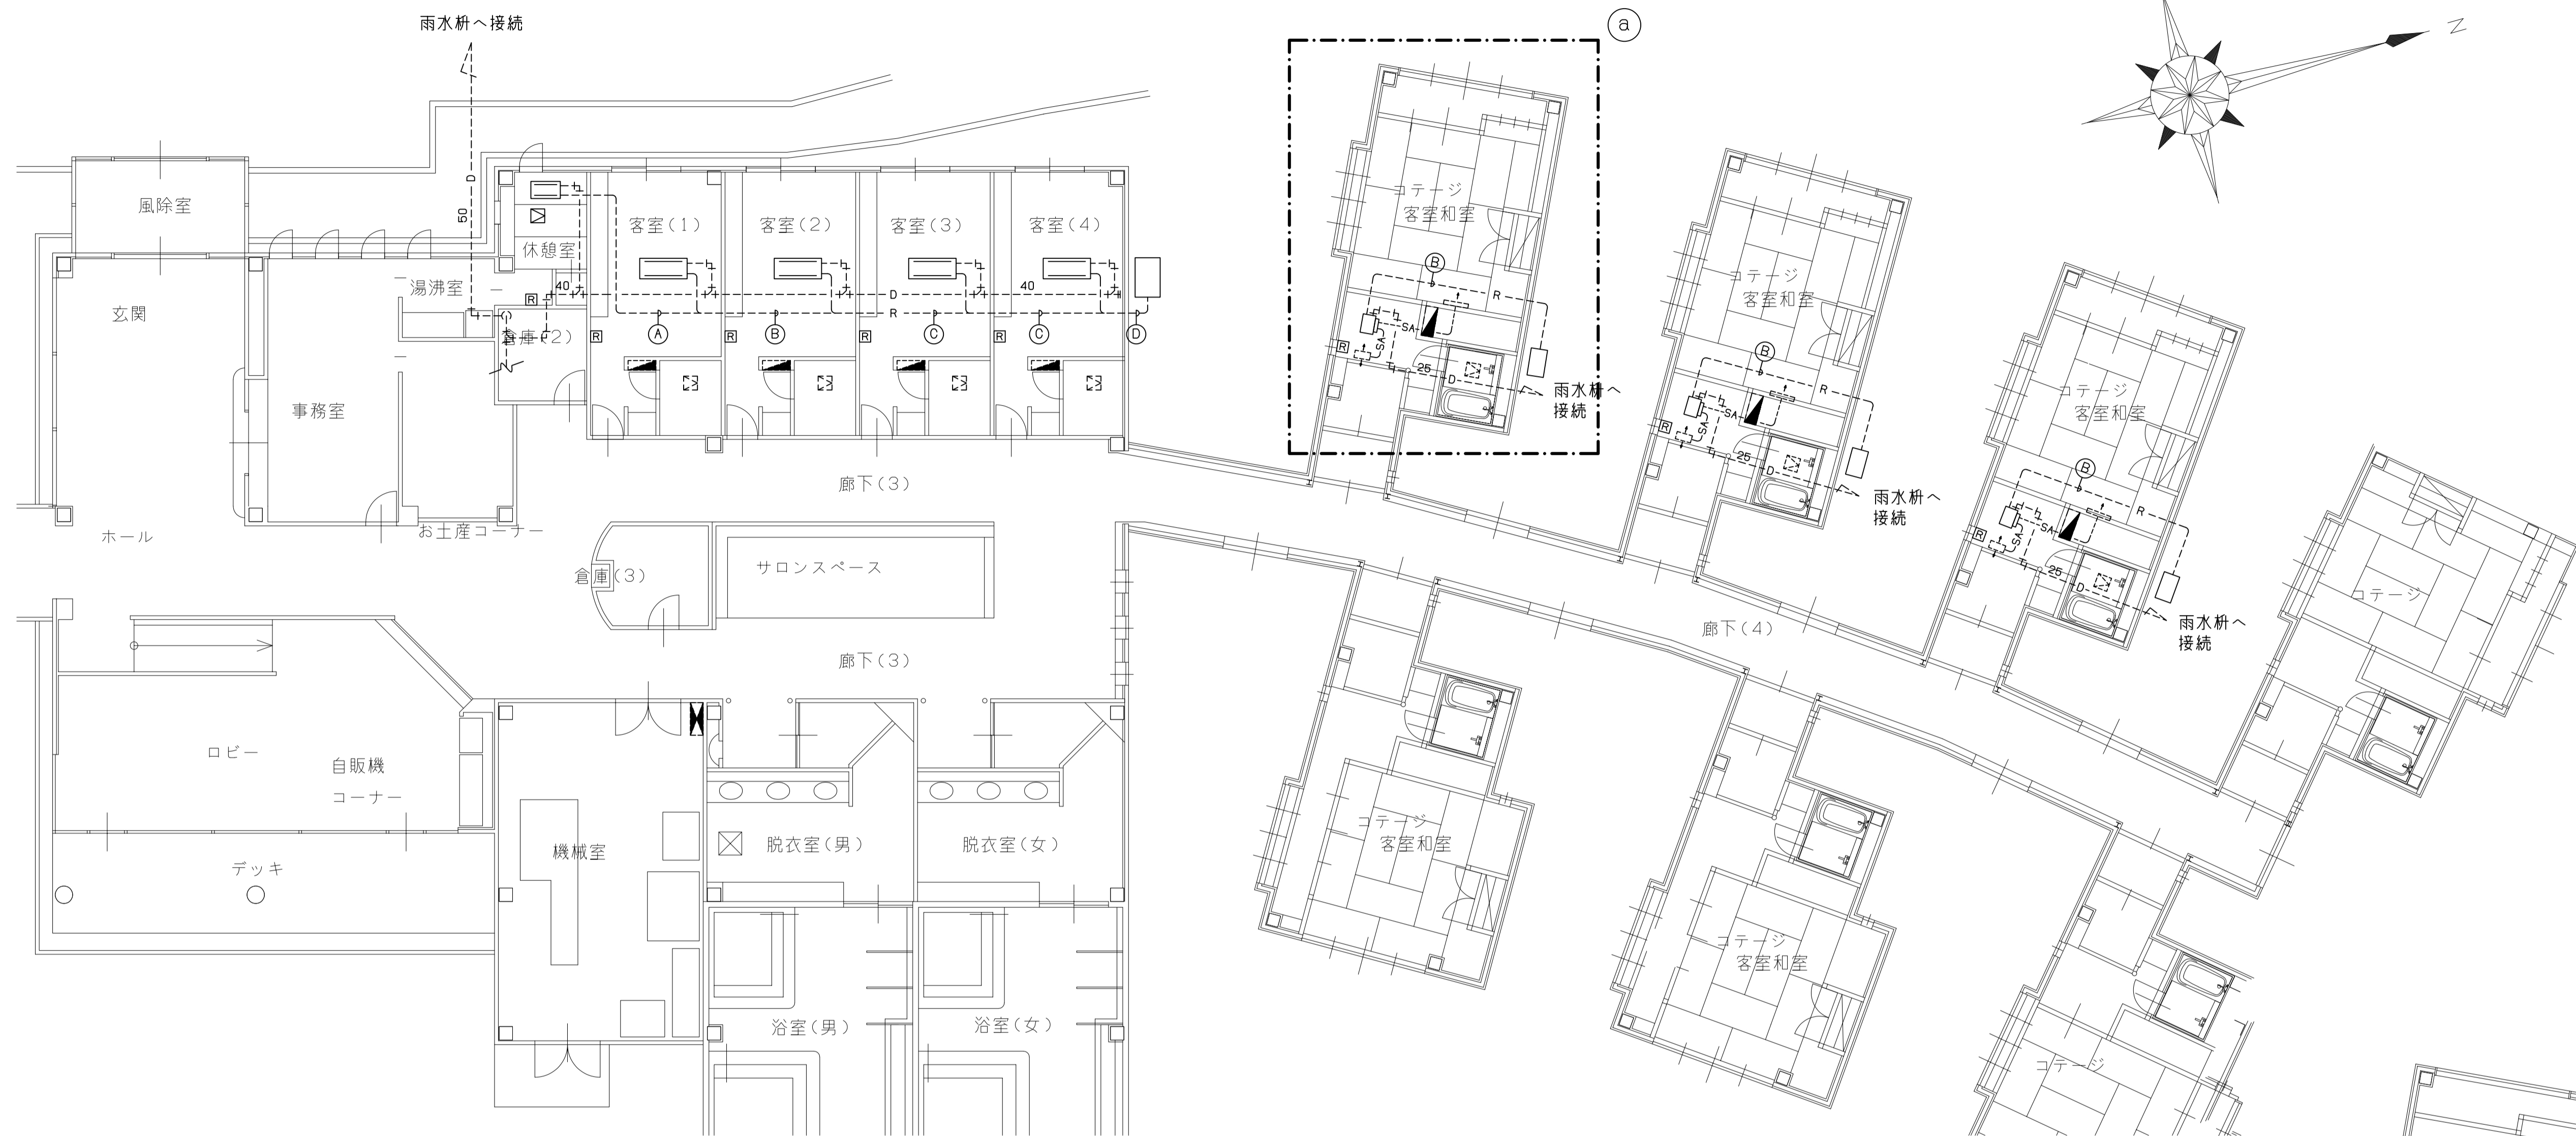 雨水枡へ接続
ⓐ
N
D
50
風除室
玄関
湯沸室
休憩室
倉庫(2)
事務室
客室(1)
客室(2)
客室(3)
客室(4)
40
D
40
R
R
R
R
R
R
A
B
C
C
D
コテージ
客室和室
B
R
SA
SA
R
25
D
雨水枡へ
接続
コテージ
客室和室
B
R
SA
SA
R
25
D
雨水枡へ
接続
コテージ
客室和室
B
R
SA
SA
R
25
D
雨水枡へ
接続
コテージ
廊下(3)
ホール
お土産コーナー
倉庫(3)
サロンスペース
廊下(3)
廊下(4)
ロビー
自販機
コーナー
デッキ
機械室
脱衣室(男)
脱衣室(女)
浴室(男)
浴室(女)
コテージ
客室和室
コテージ
客室和室
コテージ